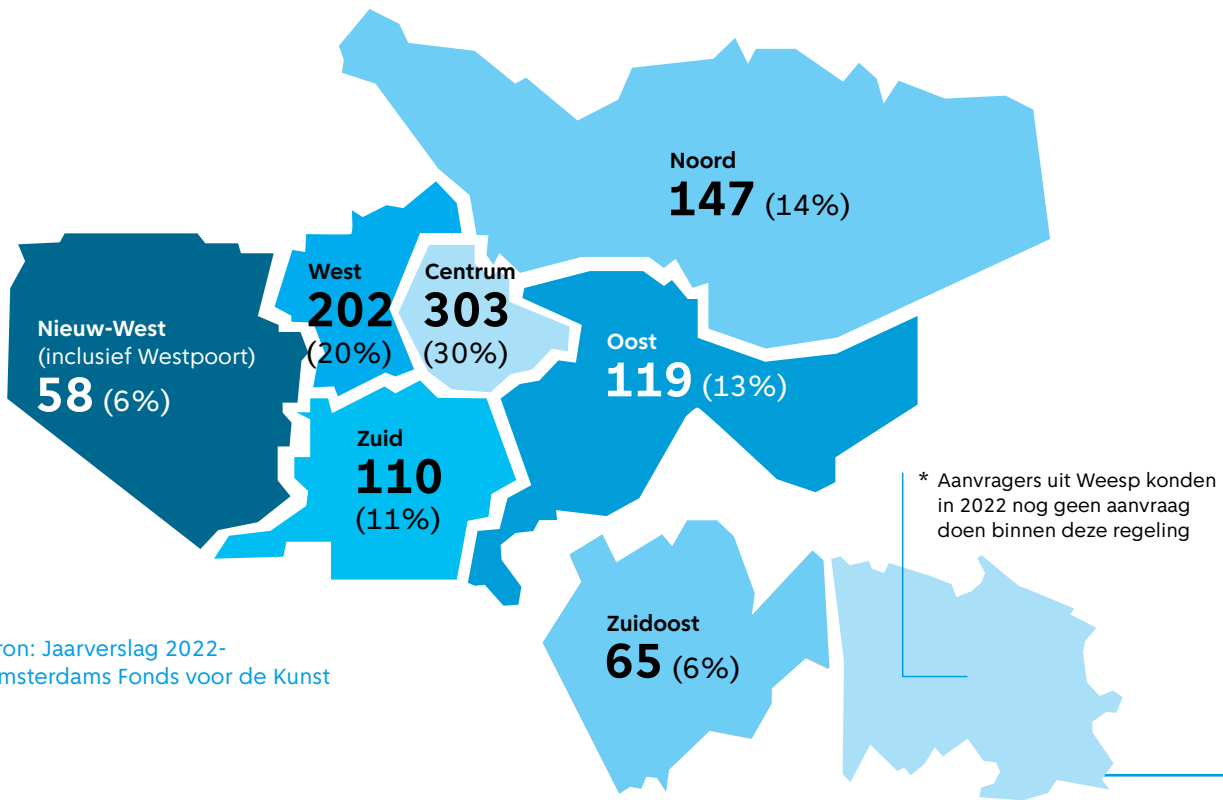 Noord
147 (14%)
West
202
(20%)
Centrum
303
(30%)
Nieuw-West
(inclusief Westpoort)
58 (6%)
Oost
119 (13%)
Zuid
110
(11%)
* Aanvragers uit Weesp konden
in 2022 nog geen aanvraag
doen binnen deze regeling
Zuidoost
65 (6%)
ron: Jaarverslag 2022-
msterdams Fonds voor de Kunst